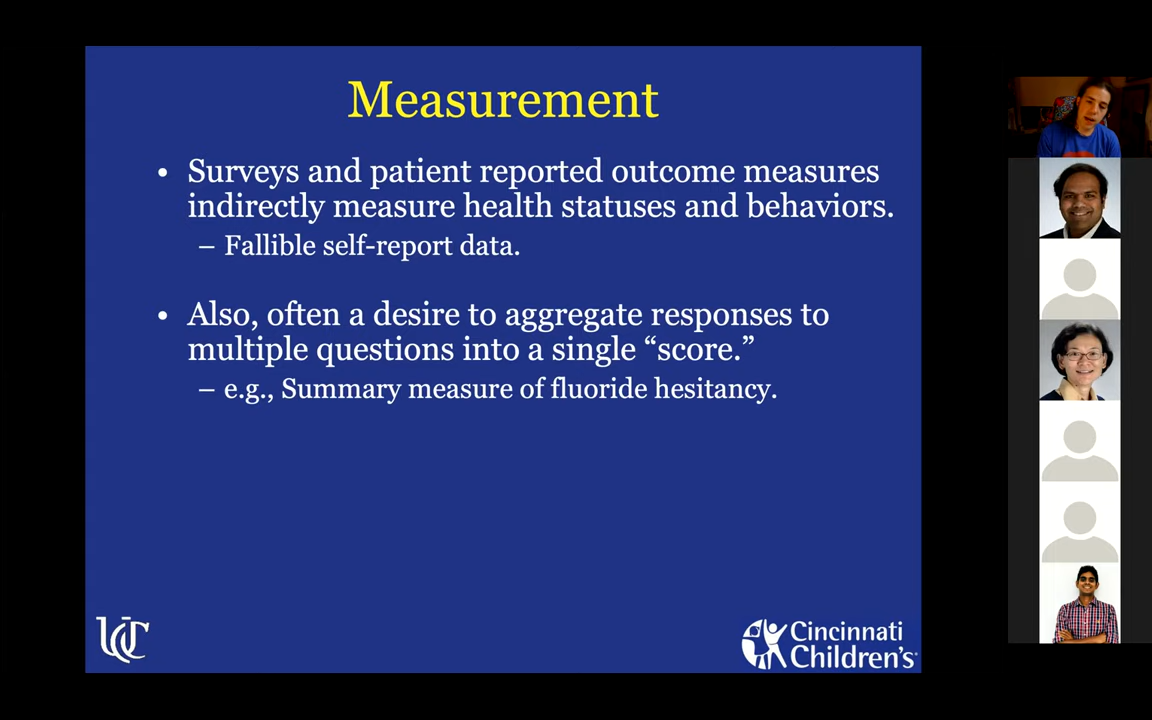 Measurement
• Surveys and patient reported outcome measures
indirectly measure health statuses and behaviors.
– Fallible self-report data.
• Also, often a desire to aggregate responses to
multiple questions into a single “score.”
– e.g., Summary measure of fluoride hesitancy.
UC
Cincinnati
Children's